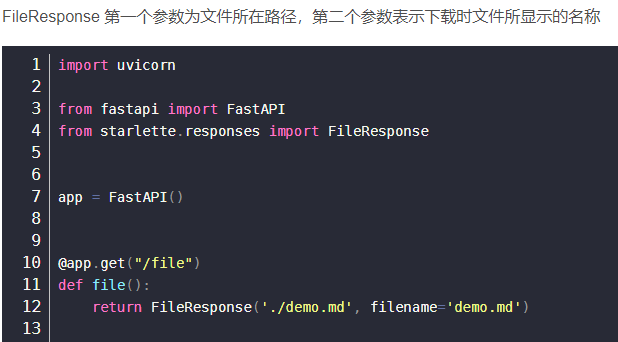 FileResponse 第一个参数为文件所在路径，第二个参数表示下载时文件所显示的名称
1 import uvicorn
2
3 from fastapi import FastAPI
4 from starlette.responses import FileResponse
5
6
7 app = FastAPI()
8
9
10 @app.get("/file")
11 def file():
12     return FileResponse('./demo.md', filename='demo.md')
13